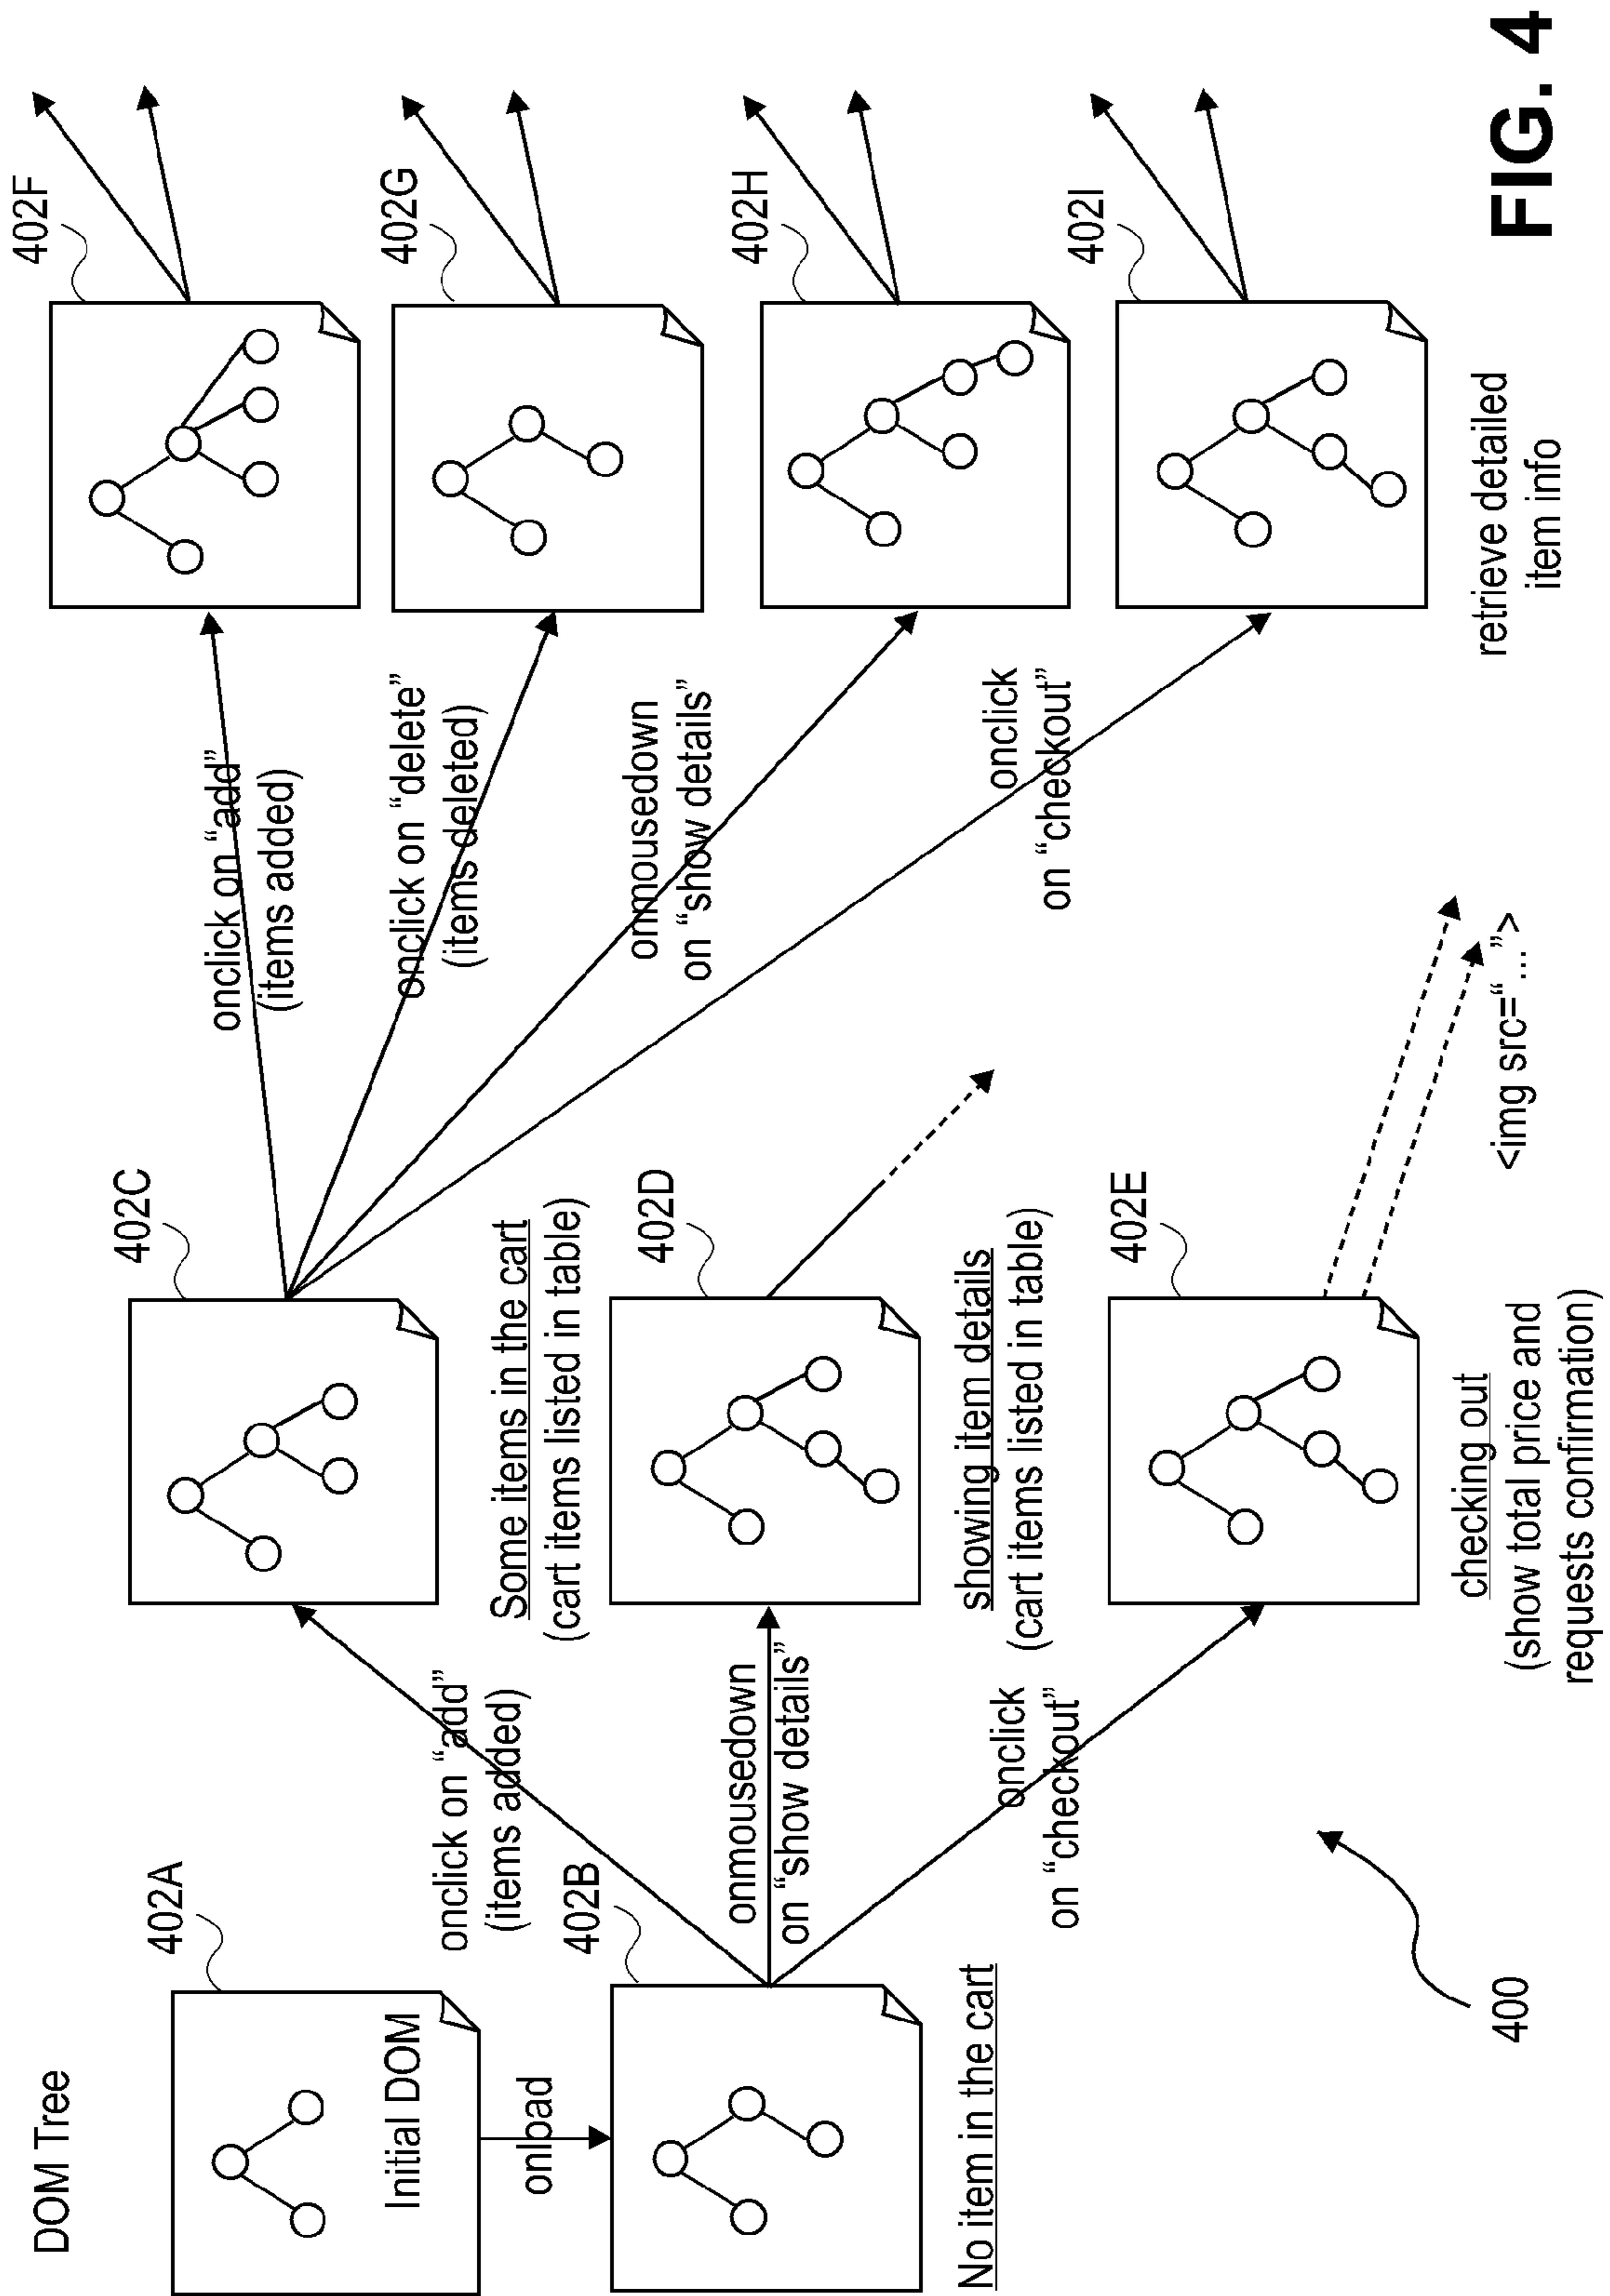 DOM Tree
402A
Initial DOM
onload
402B
No item in the cart
onclick on “add”
(items added)
onmousedown
on “show details”
onclick
on “checkout”
400
402C
Some items in the cart
(cart items listed in table)
402D
showing item details
(cart items listed in table)
402E
checking out
(show total price and
requests confirmation)
<img src=“...”>
onclick on “add”
(items added)
onclick on “delete”
(items deleted)
onmousedown
on “show details”
onclick
on “checkout”
402F
402G
402H
402I
retrieve detailed
item info
FIG. 4